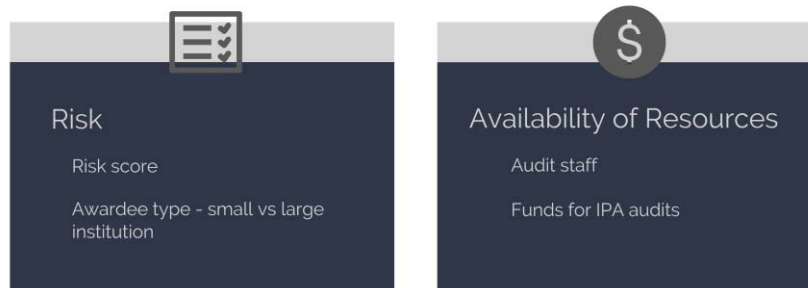 Risk
Risk score
Awardee type - small vs large
institution
$
Availability of Resources
Audit staff
Funds for IPA audits